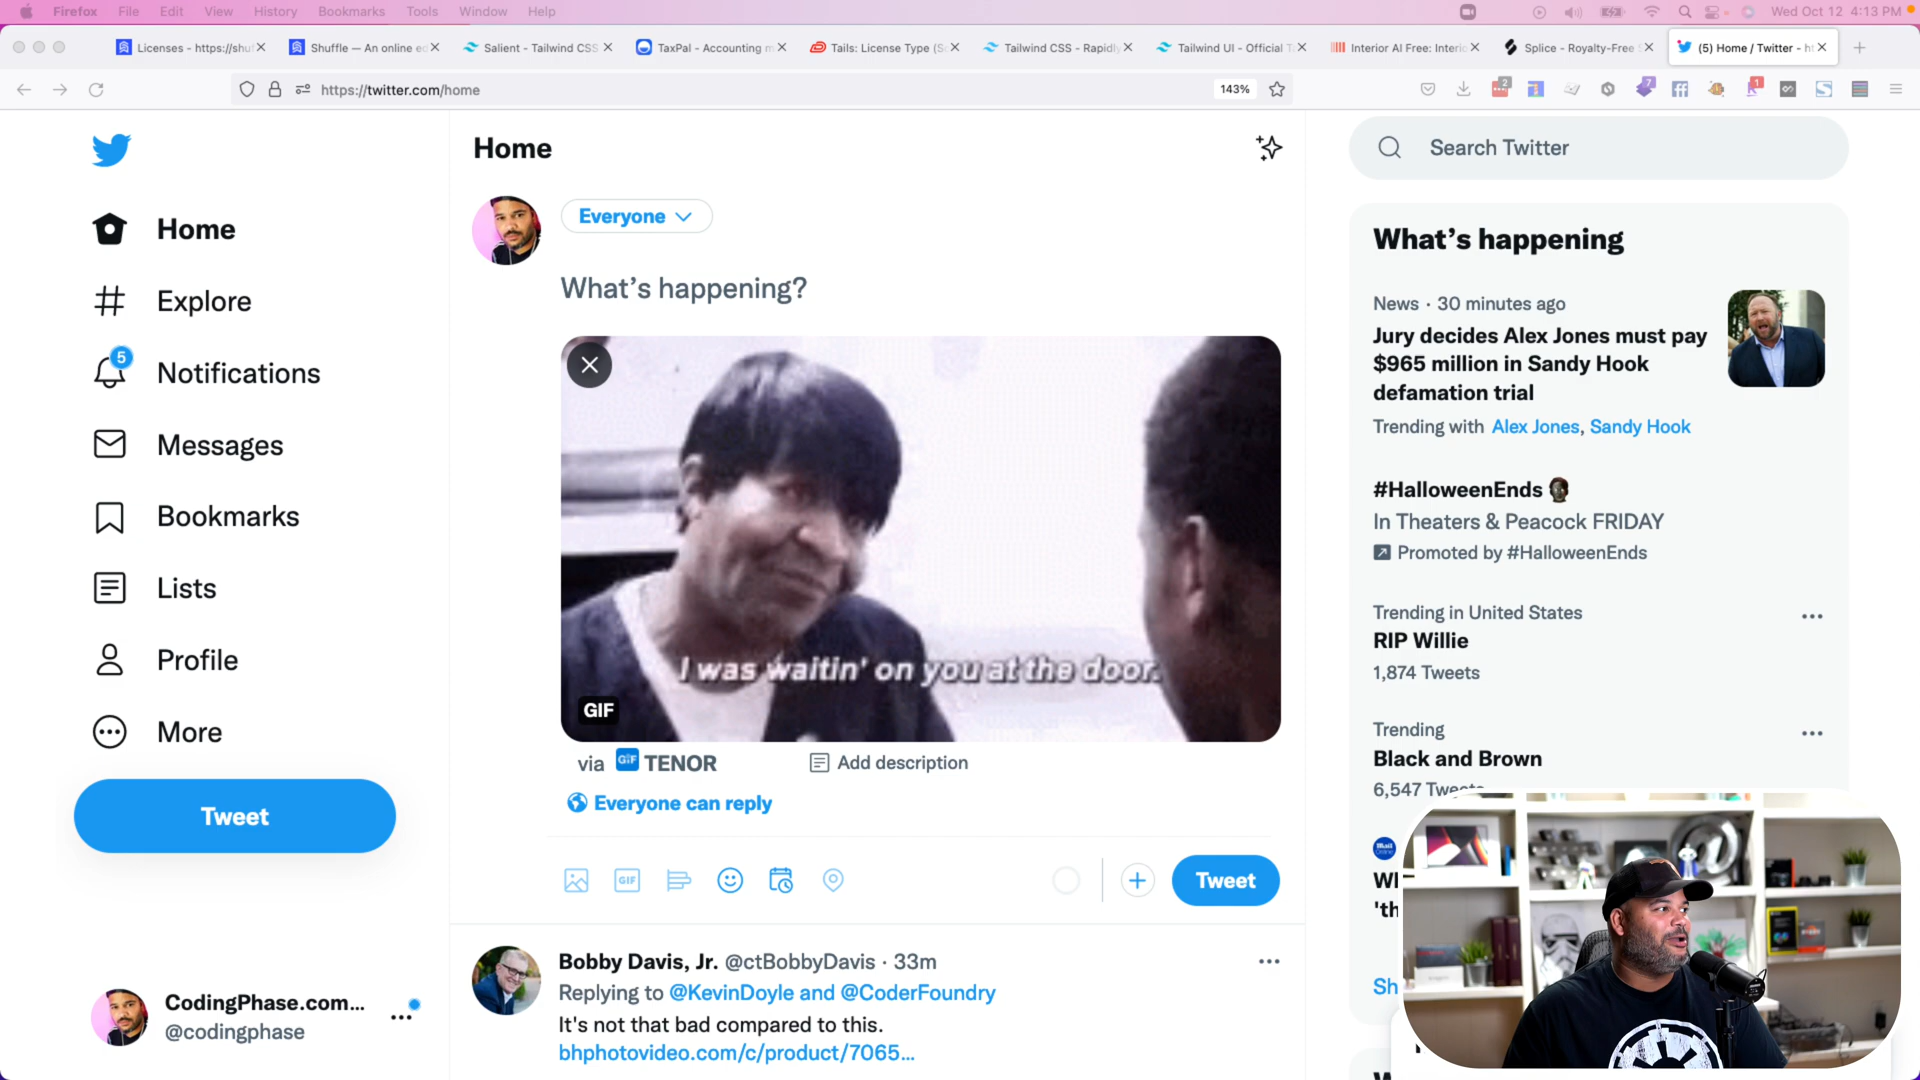 Firefox File Edit View History Bookmarks Tools Window Help
Wed Oct 12 4:13 PM
Licenses - https://shu
Shuffle — An online ed
Salient - Tailwind CSS
TaxPal - Accounting m
Tails: License Type (S
Tailwind CSS - Rapidly
Tailwind UI - Official T
Interior AI Free: Interio
Splice - Royalty-Free
(5) Home / Twitter - ht
https://twitter.com/home
143%
2
7
1
Home
Explore
5
Notifications
Messages
Bookmarks
Lists
Profile
More
Tweet
CodingPhase.com...
@codingphase
Home
Everyone
What's happening?
I was waitin' on you at the door.
GIF
via GIF TENOR
Add description
Everyone can reply
GIF
Tweet
Bobby Davis, Jr. @ctBobbyDavis · 33m
Replying to @KevinDoyle and @CoderFoundry
It's not that bad compared to this.
bhphotovideo.com/c/product/7065...
Search Twitter
What's happening
News · 30 minutes ago
Jury decides Alex Jones must pay
$965 million in Sandy Hook
defamation trial
Trending with Alex Jones, Sandy Hook
#HalloweenEnds
In Theaters & Peacock FRIDAY
Promoted by #HalloweenEnds
Trending in United States
RIP Willie
1,874 Tweets
Trending
Black and Brown
6,547 Tweets
'th
Sh